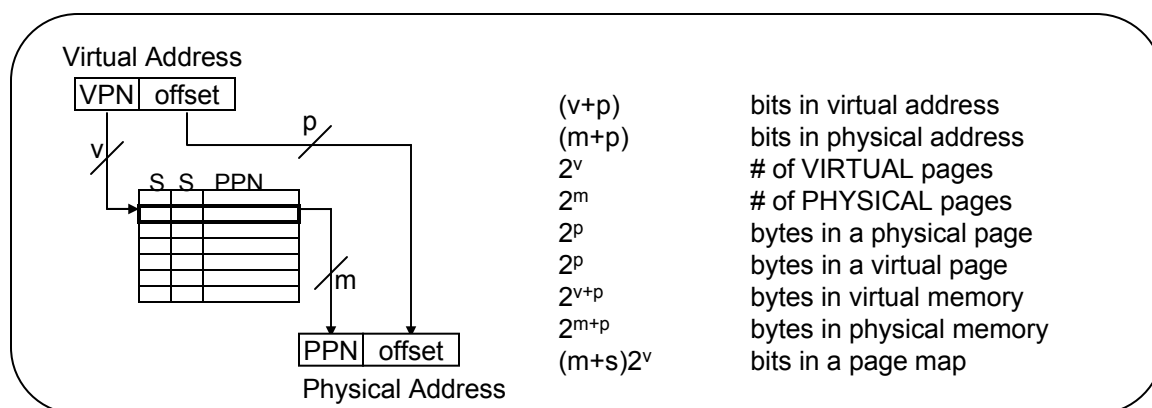 Virtual Address
VPN offset
v
p
S S PPN
m
PPN offset
Physical Address
(v+p) bits in virtual address
(m+p) bits in physical address
2ᵛ # of VIRTUAL pages
2ᵐ # of PHYSICAL pages
2ᵖ bytes in a physical page
2ᵖ bytes in a virtual page
2ᵛ⁺ᵖ bytes in virtual memory
2ᵐ⁺ᵖ bytes in physical memory
(m+s)2ᵛ bits in a page map